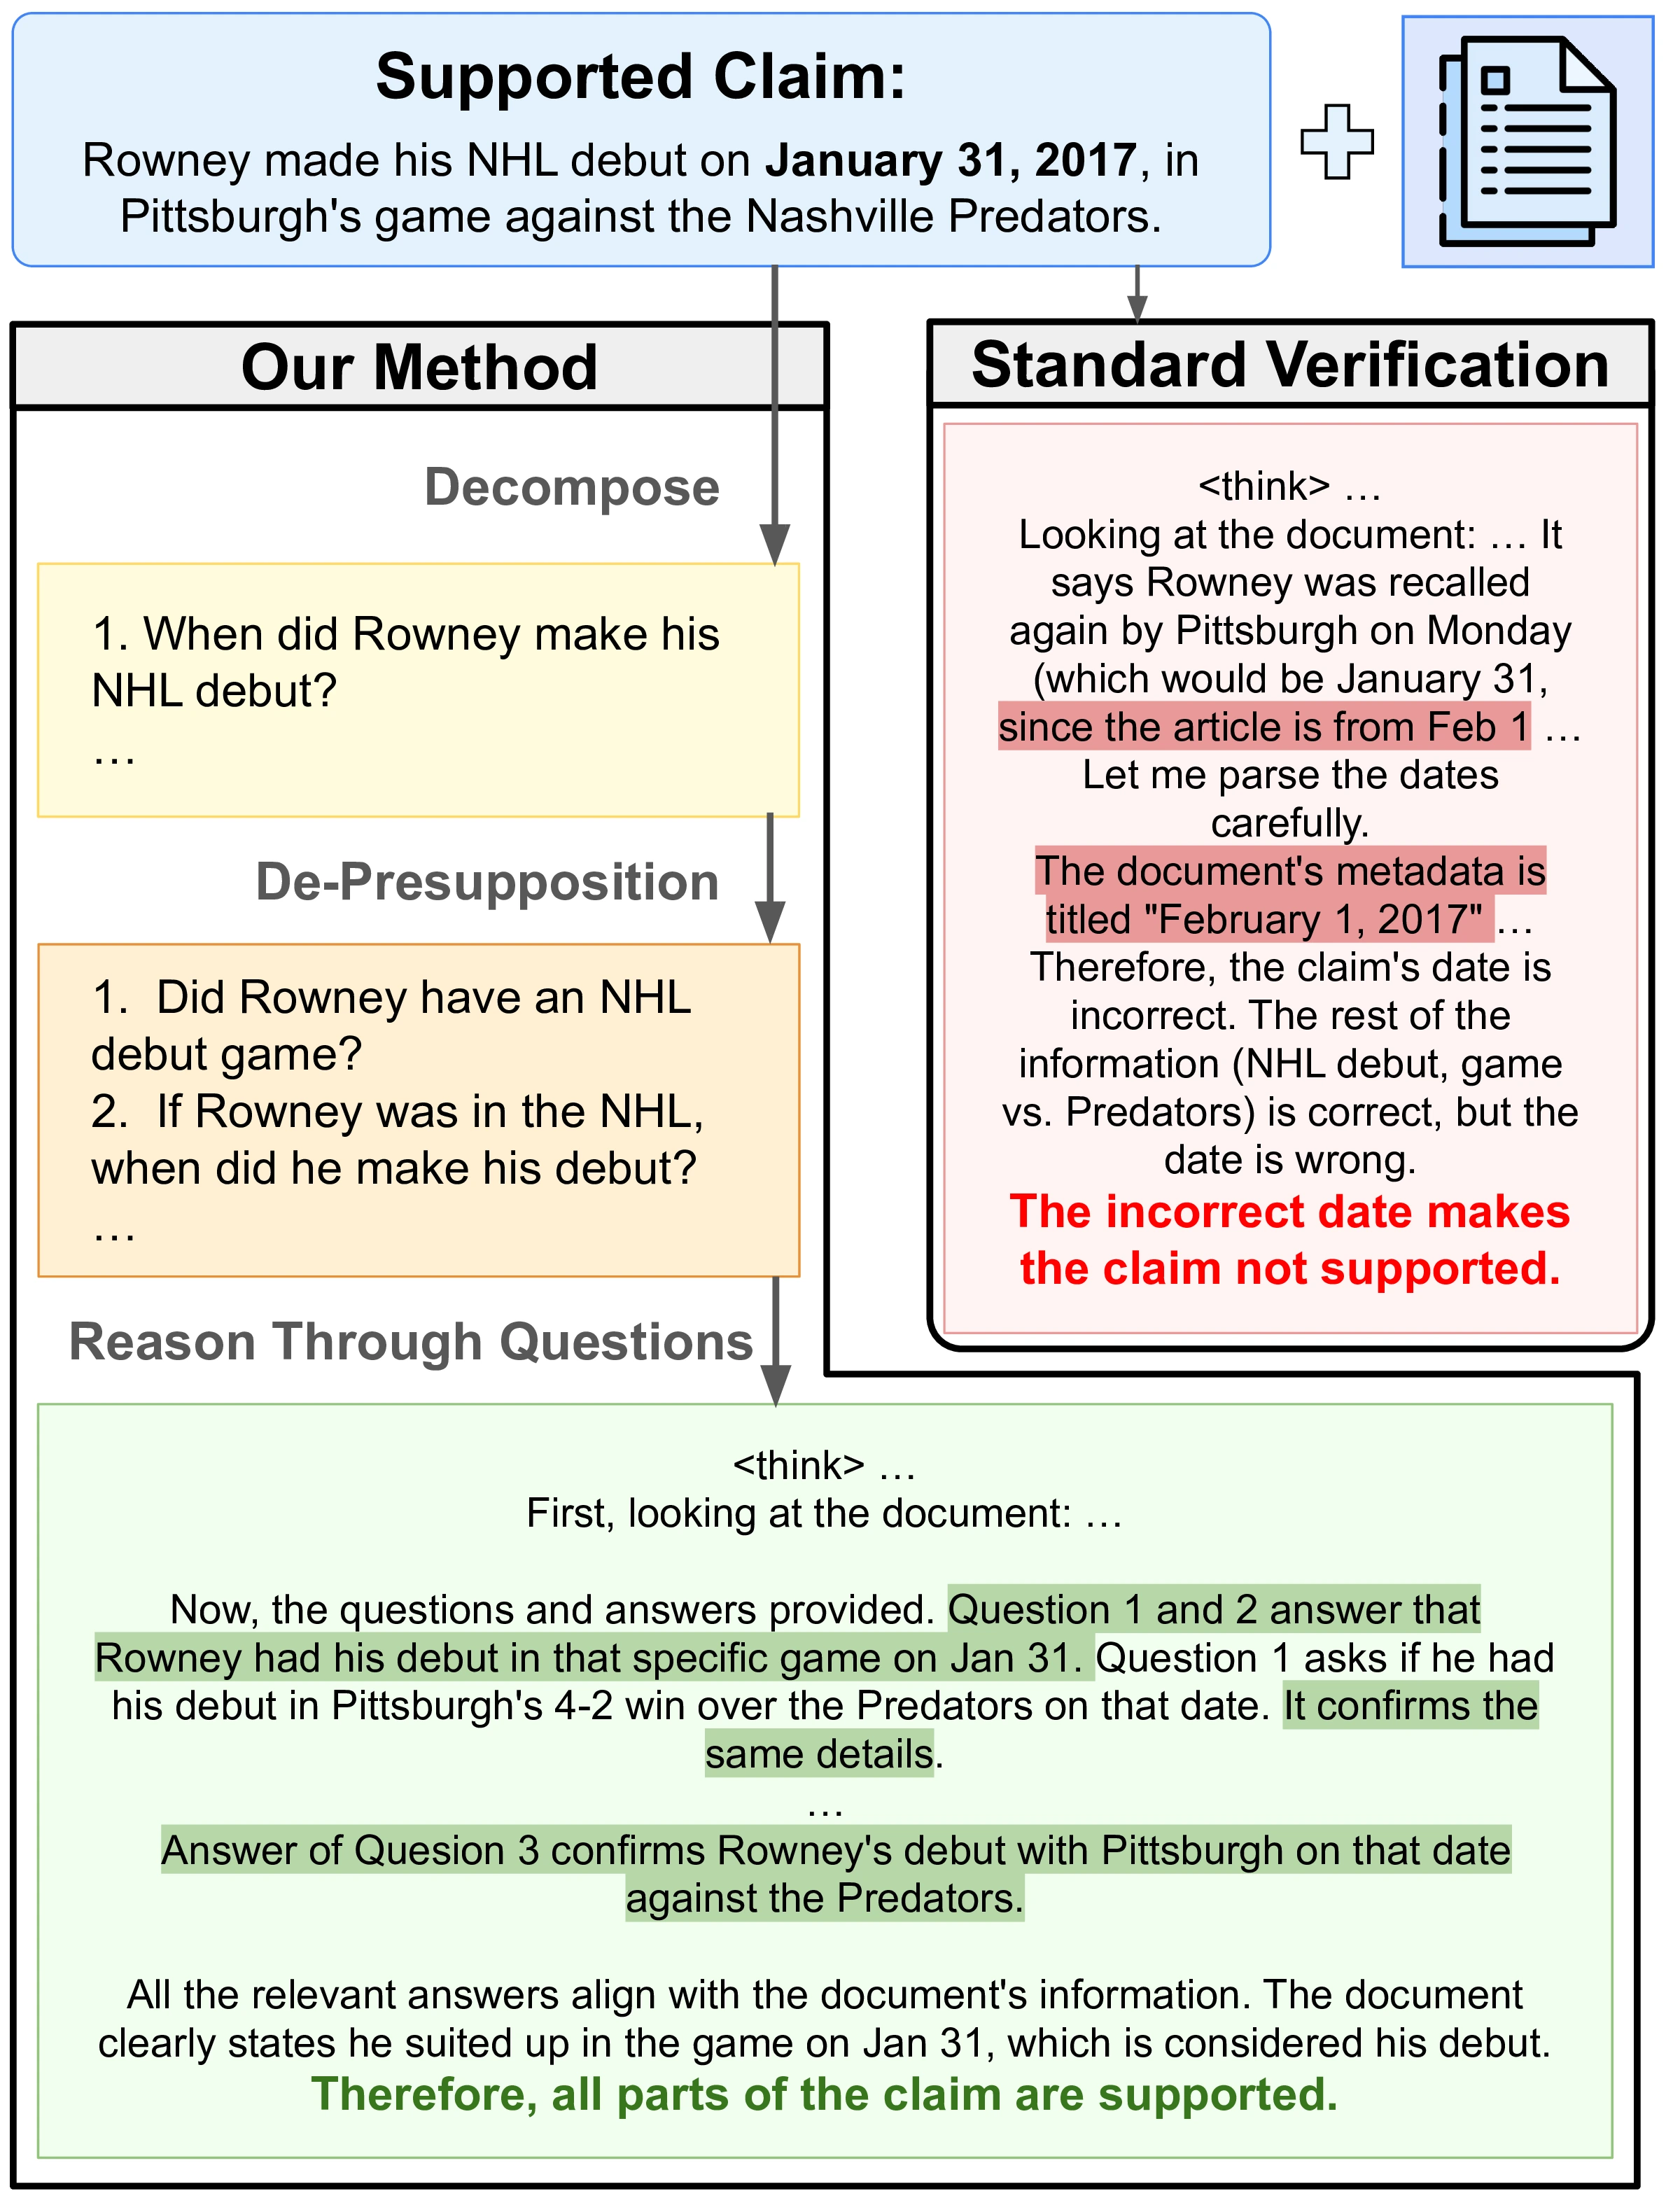 Supported Claim:
Rowney made his NHL debut on January 31, 2017, in
Pittsburgh's game against the Nashville Predators.
Our Method
Decompose
1. When did Rowney make his
NHL debut?
…
De-Presupposition
1. Did Rowney have an NHL
debut game?
2. If Rowney was in the NHL,
when did he make his debut?
…
Reason Through Questions
Standard Verification
<think> …
Looking at the document: … It
says Rowney was recalled
again by Pittsburgh on Monday
(which would be January 31,
since the article is from Feb 1 …
Let me parse the dates
carefully.
The document's metadata is
titled "February 1, 2017" …
Therefore, the claim's date is
incorrect. The rest of the
information (NHL debut, game
vs. Predators) is correct, but the
date is wrong.
The incorrect date makes
the claim not supported.
<think> …
First, looking at the document: …
Now, the questions and answers provided. Question 1 and 2 answer that
Rowney had his debut in that specific game on Jan 31. Question 1 asks if he had
his debut in Pittsburgh's 4-2 win over the Predators on that date. It confirms the
same details.
…
Answer of Quesion 3 confirms Rowney's debut with Pittsburgh on that date
against the Predators.
All the relevant answers align with the document's information. The document
clearly states he suited up in the game on Jan 31, which is considered his debut.
Therefore, all parts of the claim are supported.